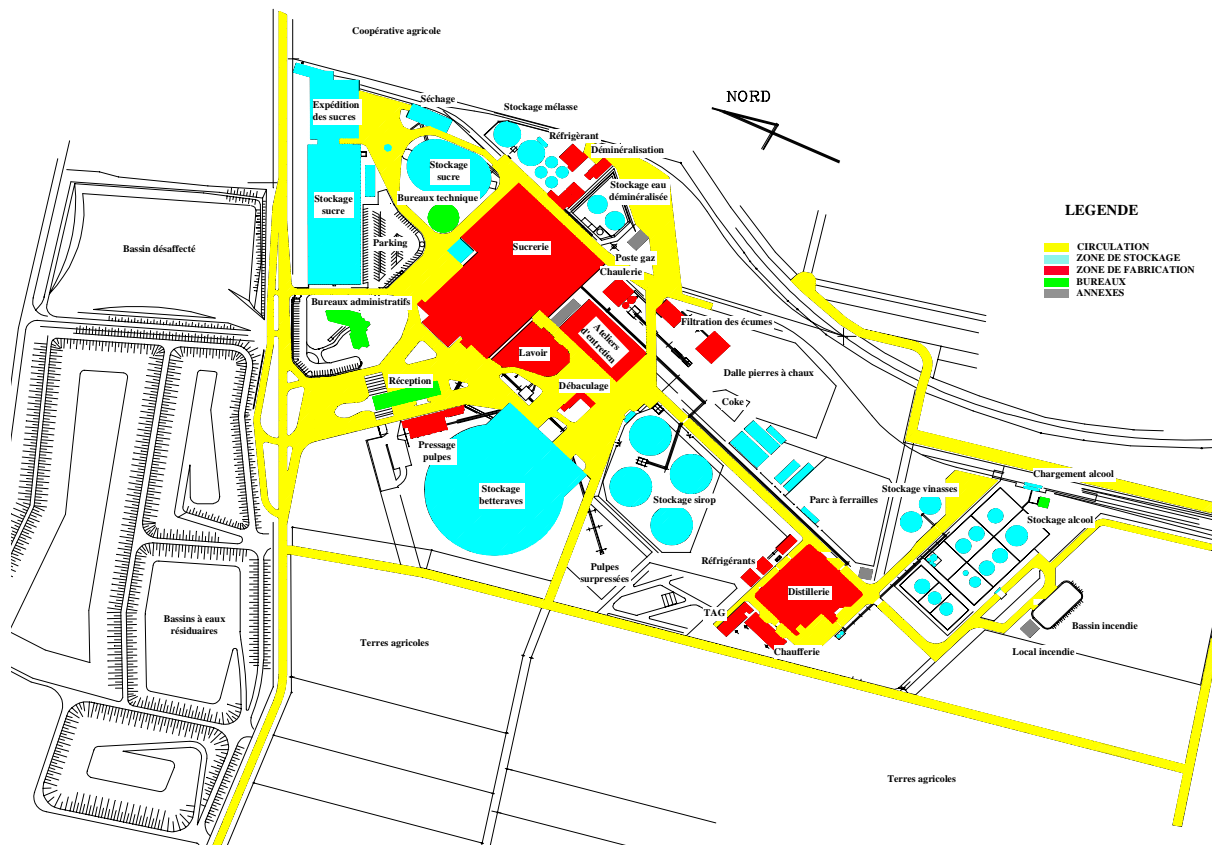 Coopérative agricole
NORD
Séchage
Stockage mélasse
Expédition
des sucres
Réfrigèrant
Déminéralisation
Stockage
sucre
Stockage eau
déminéralisée
Bureaux technique
Stockage
sucre
LEGENDE
Bassin désaffecté
Parking
Sucrerie
CIRCULATION
ZONE DE STOCKAGE
ZONE DE FABRICATION
BUREAUX
ANNEXES
Poste gaz
Chaulerie
Bureaux administratifs
Filtration des écumes
Ateliers
d'entretien
Lavoir
Dalle pierres à chaux
Réception
Débaculage
Coke
Pressage
pulpes
Chargement alcool
Stockage
betteraves
Stockage sirop
Stockage vinasses
Parc à ferrailles
Stockage alcool
Réfrigérants
Pulpes
surpressées
Distillerie
TAG
Bassins à eaux
résiduaires
Bassin incendie
Terres agricoles
Chaufferie
Local incendie
Terres agricoles